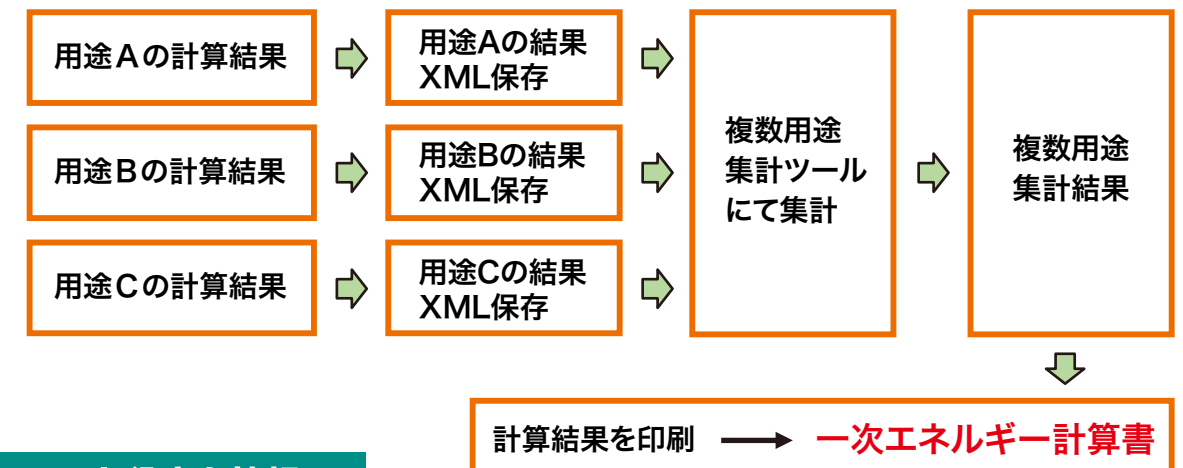 用途Aの計算結果
用途Aの結果
XML保存
用途Bの計算結果
用途Bの結果
XML保存
用途Cの計算結果
用途Cの結果
XML保存
複数用途
集計ツール
にて集計
複数用途
集計結果
計算結果を印刷 → 一次エネルギー計算書